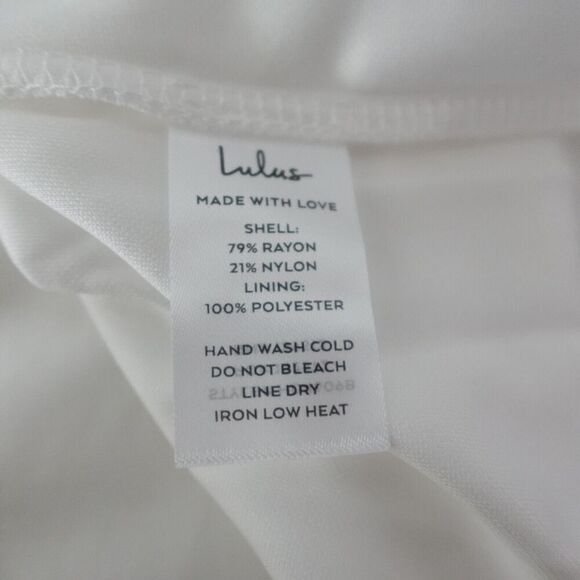 Lulus
MADE WITH LOVE
SHELL:
79% RAYON
21% NYLON
LINING:
100% POLYESTER
HAND WASH COLD
DO NOT BLEACH
LINE DRY
IRON LOW HEAT